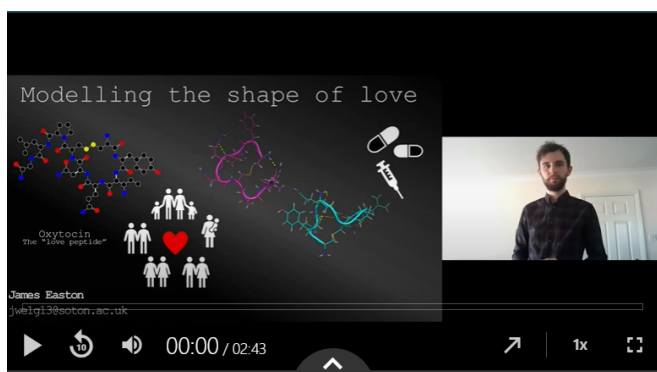 Modelling the shape of love
Oxytocin
The "love peptide"
James Easton
jwe1g13@soton.ac.uk
10
00:00 / 02:43
1x